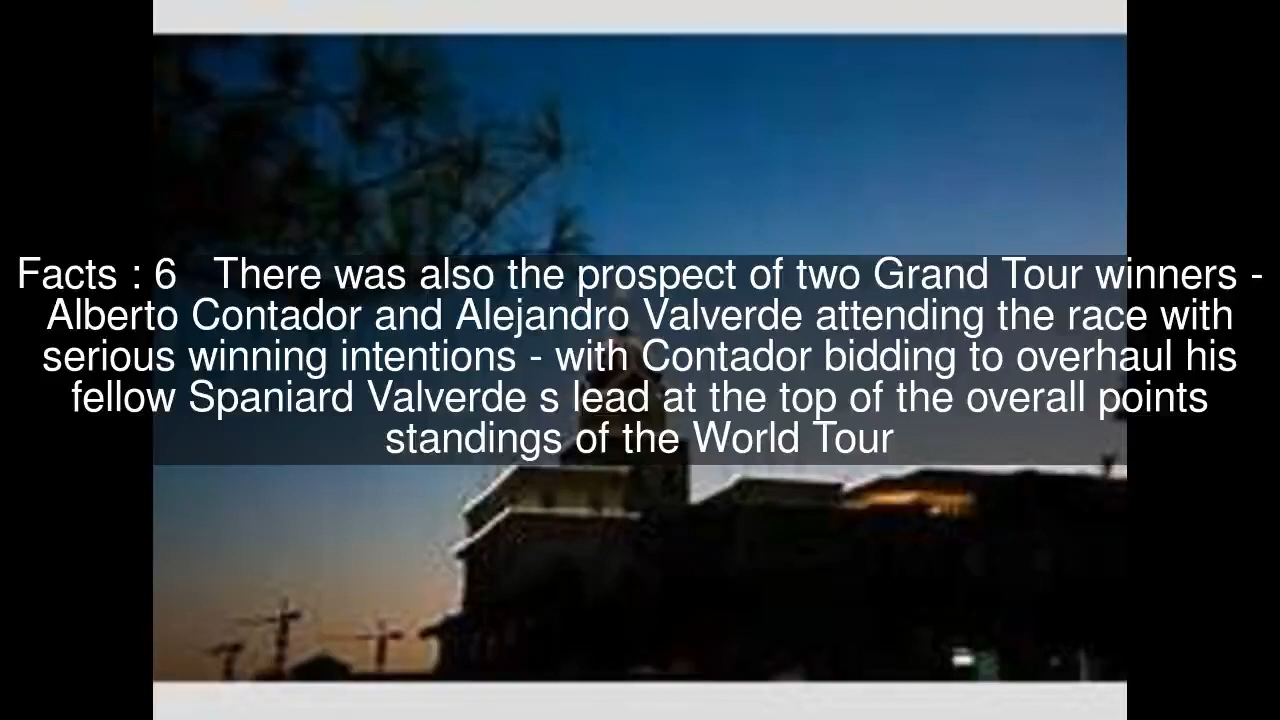 Facts : 6 There was also the prospect of two Grand Tour winners -
Alberto Contador and Alejandro Valverde attending the race with
serious winning intentions - with Contador bidding to overhaul his
fellow Spaniard Valverde s lead at the top of the overall points
standings of the World Tour